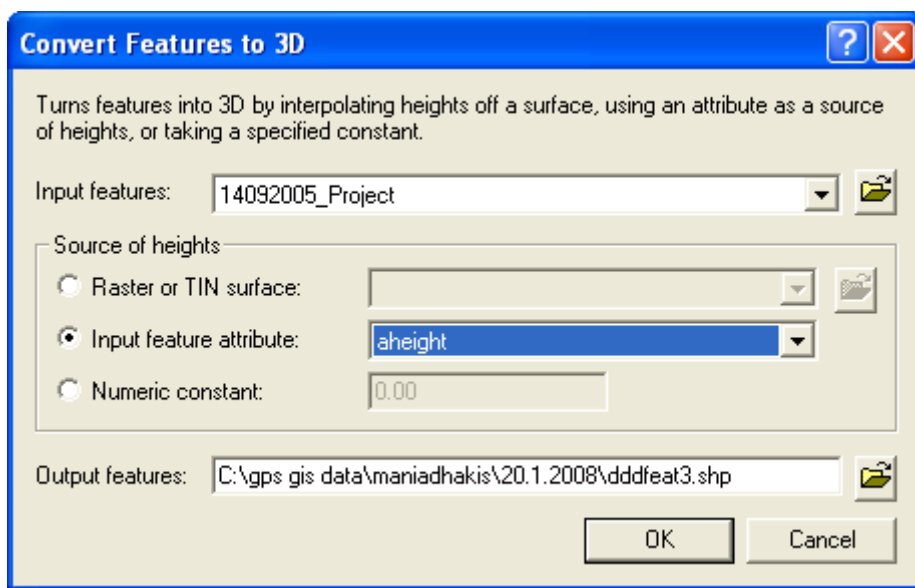 Convert Features to 3D
Turns features into 3D by interpolating heights off a surface, using an attribute as a source
of heights, or taking a specified constant.
Input features: 14092005_Project
Source of heights
Raster or TIN surface:
Input feature attribute: aheight
Numeric constant: 0.00
Output features: C:\gps gis data\maniadhakis\20.1.2008\dddfeat3.shp
OK Cancel